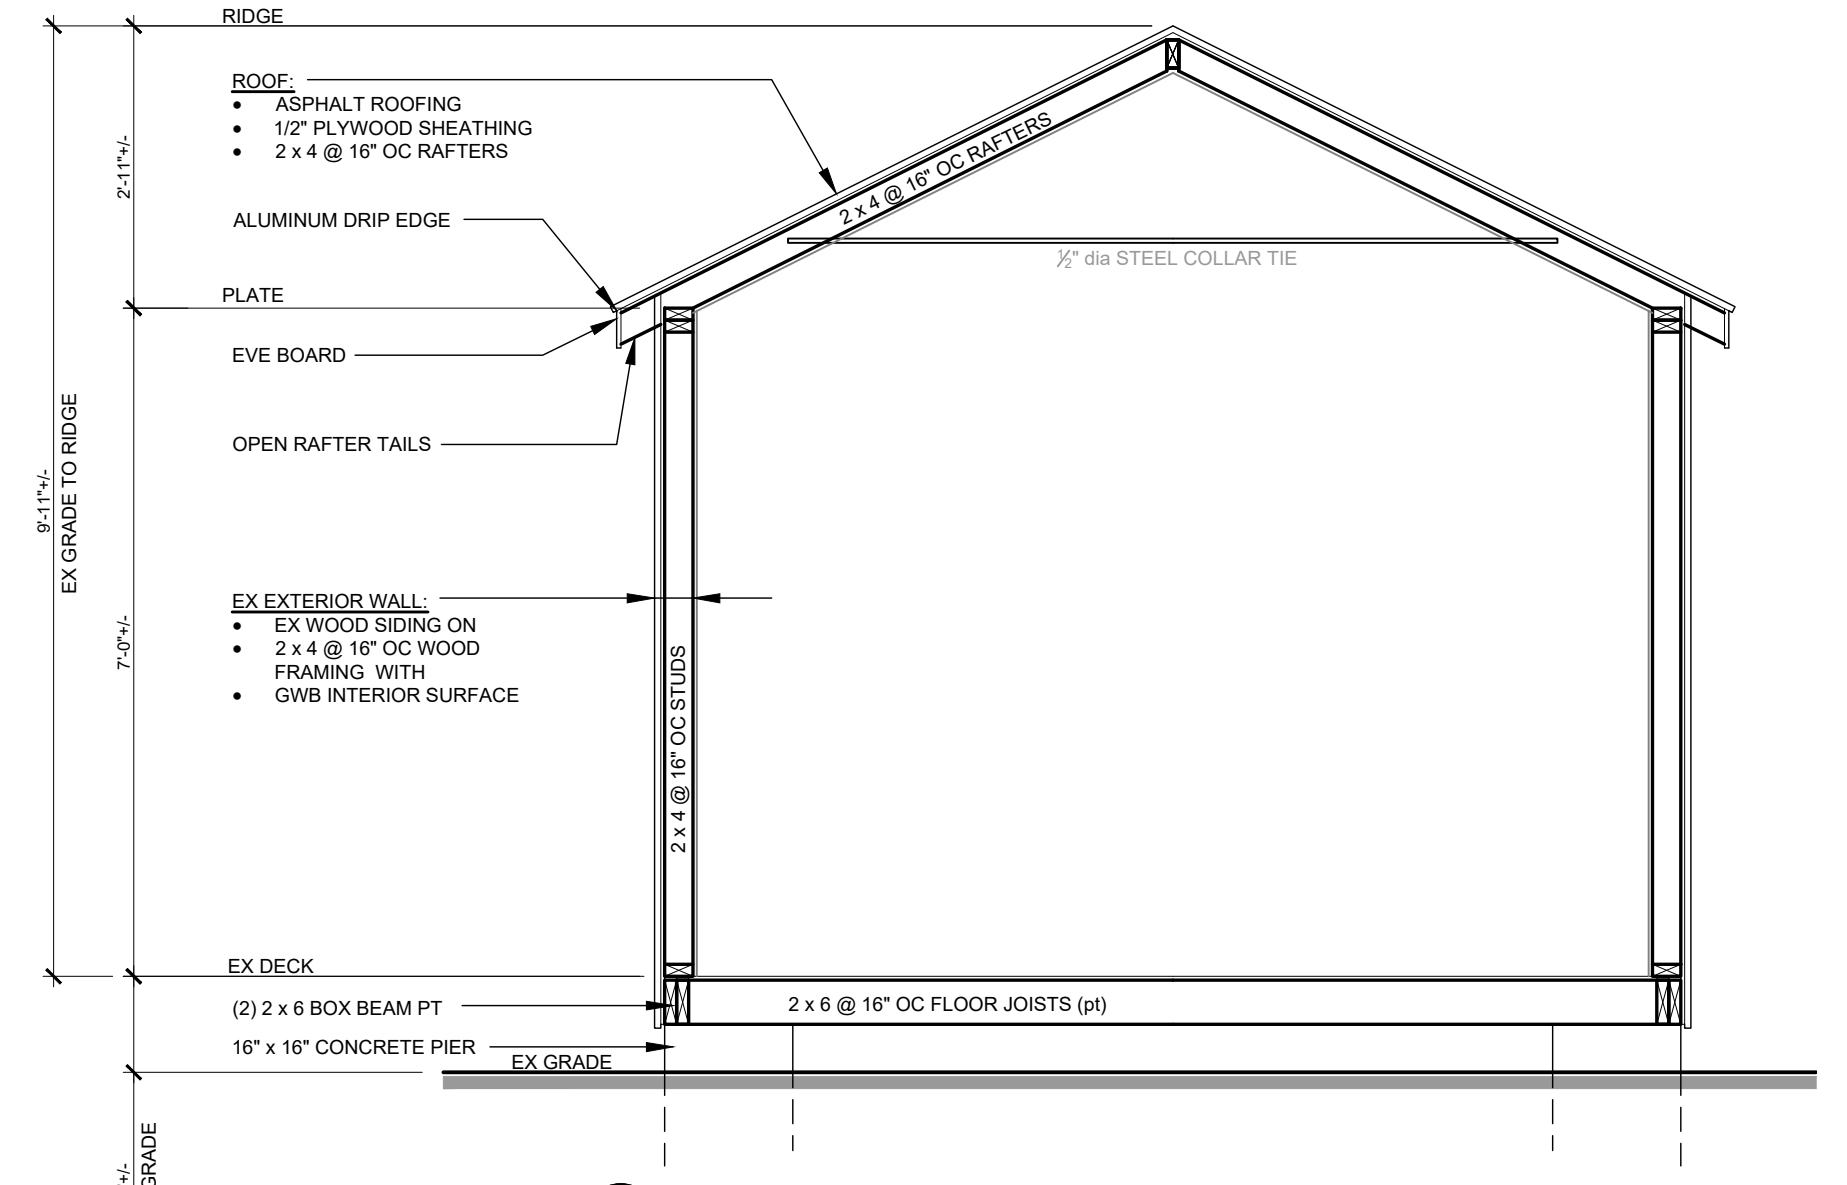 RIDGE
ROOF:
• ASPHALT ROOFING
• 1/2" PLYWOOD SHEATHING
• 2 x 4 @ 16" OC RAFTERS
2 x 4 @ 16" OC RAFTERS
2'-11"+/-
ALUMINUM DRIP EDGE
½" dia STEEL COLLAR TIE
PLATE
EVE BOARD
OPEN RAFTER TAILS
9'-11"+/-
EX GRADE TO RIDGE
7'-0"+/-
EX EXTERIOR WALL:
• EX WOOD SIDING ON
• 2 x 4 @ 16" OC WOOD
FRAMING WITH
• GWB INTERIOR SURFACE
2 x 4 @ 16" OC STUDS
EX DECK
(2) 2 x 6 BOX BEAM PT
2 x 6 @ 16" OC FLOOR JOISTS (pt)
16" x 16" CONCRETE PIER
EX GRADE
"+/-
GRADE